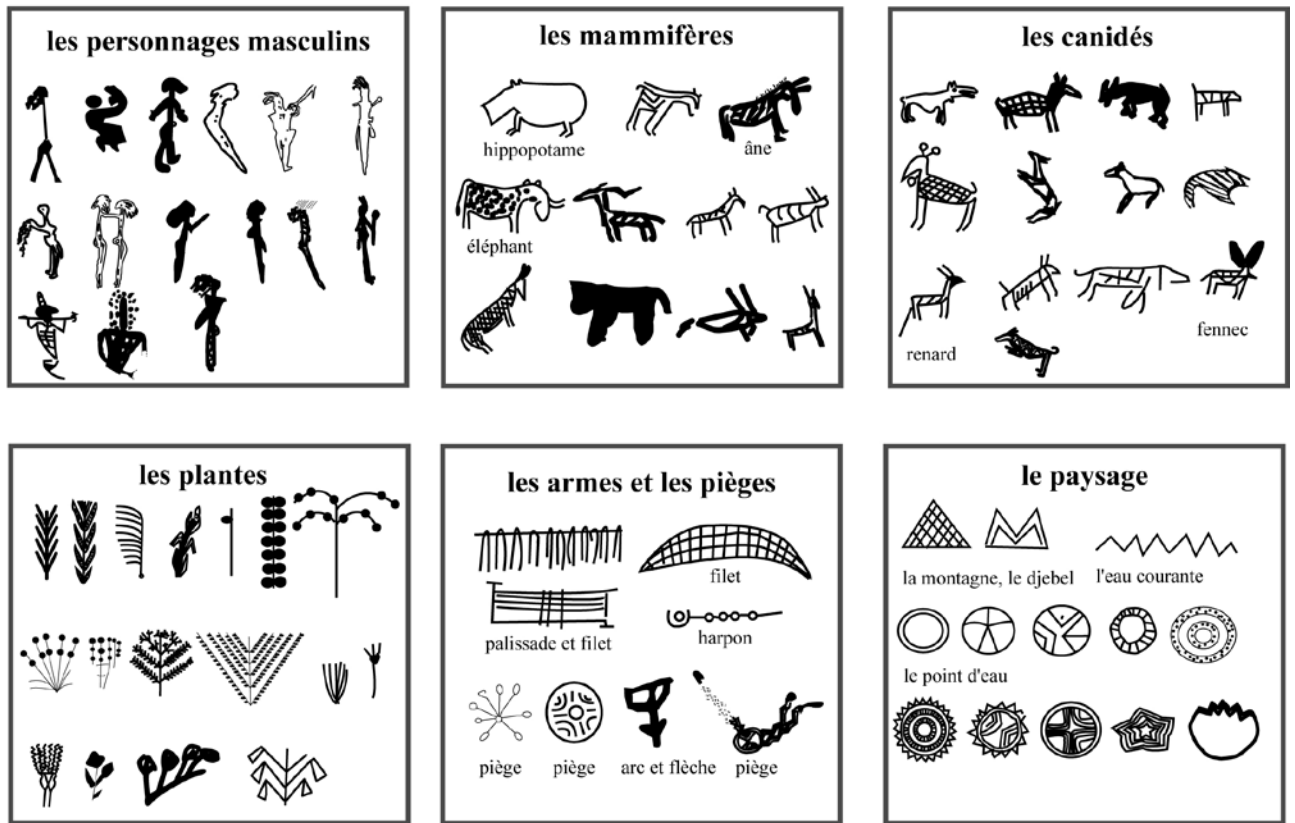 les personnages masculins
les mammifères
hippopotame
âne
éléphant
les canidés
renard
fennec
les plantes
les armes et les pièges
filet
palissade et filet
harpon
piège
piège
arc et flèche
piège
le paysage
la montagne, le djebel
l'eau courante
le point d'eau